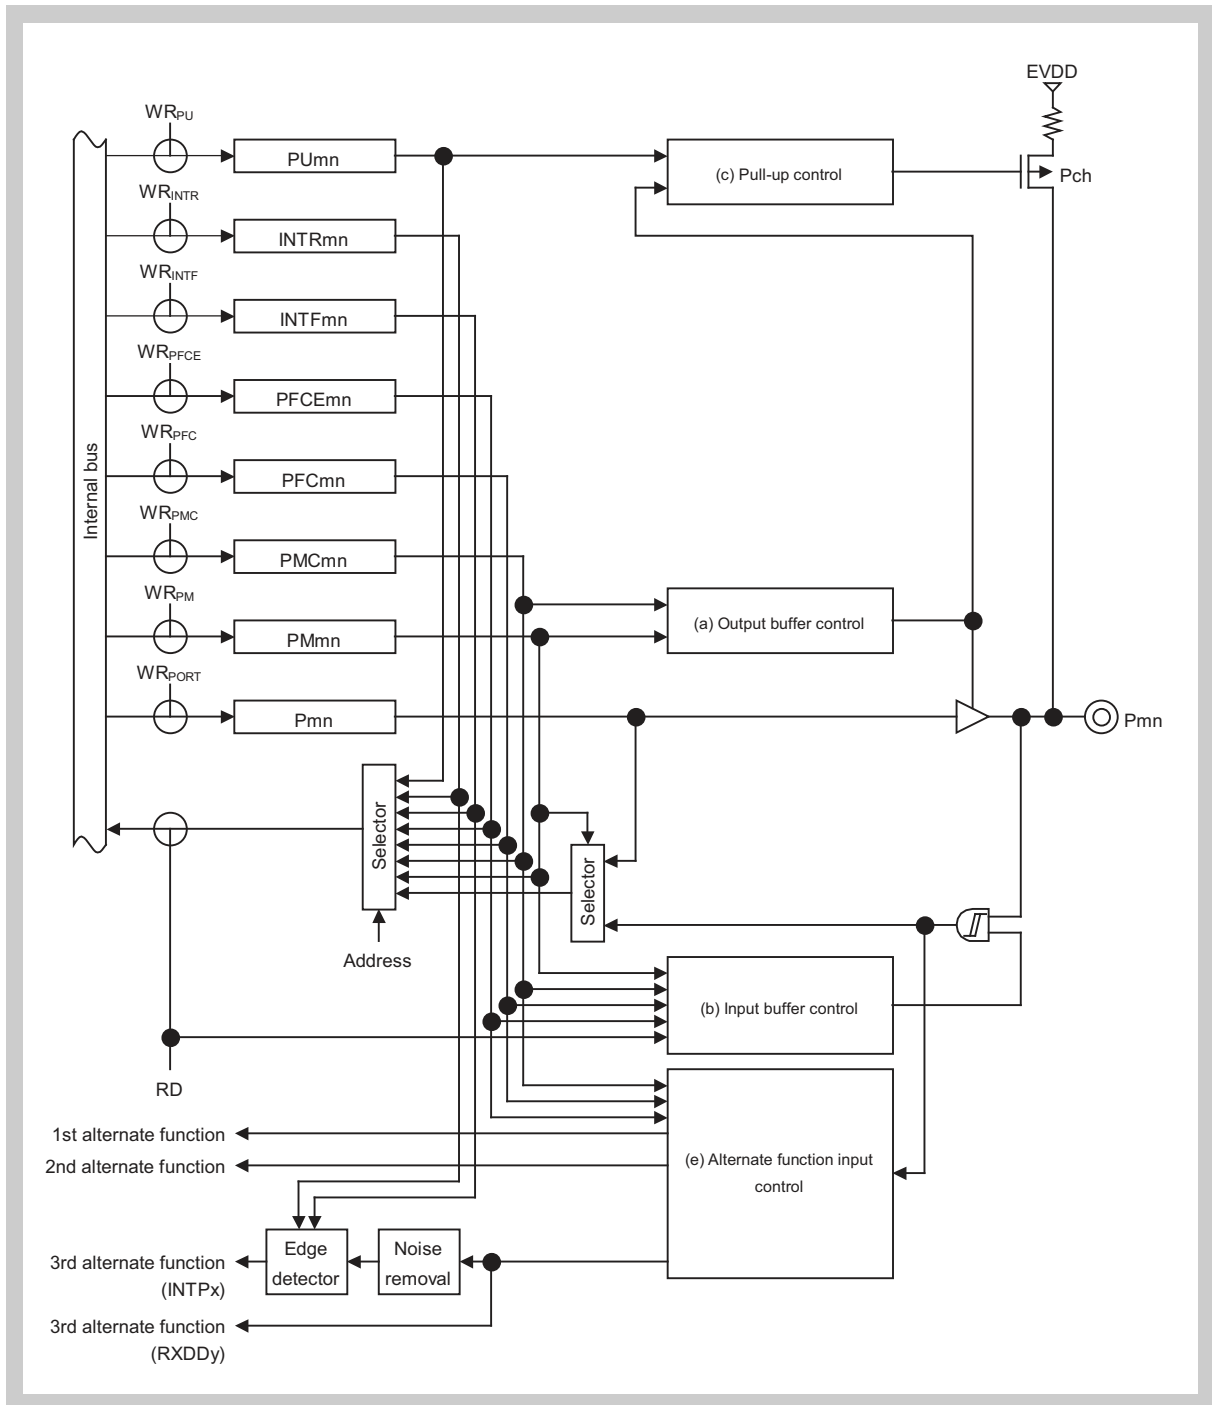 EVDD
WRPU
PUmn
(c) Pull-up control
Pch
WRINTR
INTRmn
WRINTF
INTFmn
WRPFCE
PFCEmn
WRPFC
PFCmn
Internal bus
WRPMC
PMCmn
WRPM
PMmn
(a) Output buffer control
WRPORT
Pmn
Pmn
Selector
Selector
Address
(b) Input buffer control
RD
1st alternate function
2nd alternate function
(e) Alternate function input
control
3rd alternate function
(INTPx)
Edge
detector
Noise
removal
3rd alternate function
(RXDDy)